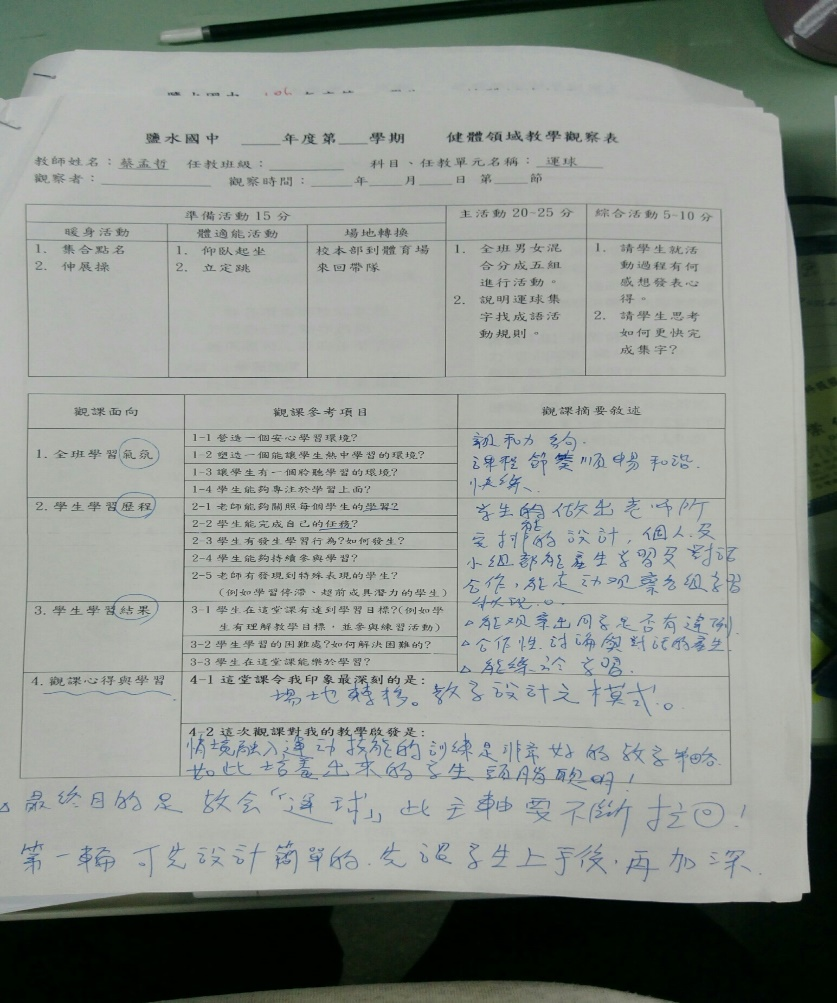 鹽水國中 ____年度第___學期 健體領域教學觀察表
教師姓名：蔡孟哲 任教班級：________ 科目、任教單元名稱：運球
觀察者：________ 觀察時間：____年____月____日 第____節
準備活動 15 分
主活動 20-25 分
綜合活動 5-10 分
暖身活動
體適能活動
場地轉換
1. 集合點名
2. 伸展操
1. 仰臥起坐
2. 立定跳
校本部到體育場
來回帶隊
1. 全班男女混
合分成五組
進行活動。
2. 說明運球集
字找成語活
動規則。
1. 請學生就活
動過程有何
感想發表心
得。
2. 請學生思考
如何更快完
成集字？
觀課面向
觀課參考項目
觀課摘要敘述
1. 全班學習氣氛
1-1 營造一個安心學習環境?
1-2 塑造一個能讓學生熱中學習的環境?
1-3 讓學生有一個聆聽學習的環境?
1-4 學生能夠專注於學習上面?
親和力 夠.
課程節奏順暢和諧.
2. 學生學習歷程
2-1 老師能夠關照每個學生的學習?
2-2 學生能完成自己的任務?
2-3 學生有發生學習行為?如何發生?
2-4 學生能夠持續參與學習?
2-5 老師有發現到特殊表現的學生?
(例如學習停滯、超前或具潛力的學生)
學生能做出老師所
安排的設計，個人及
小組都能產生學習及對話
合作，能走动观察各組學習
狀況。
3. 學生學習結果
3-1 學生在這堂課有達到學習目標?(例如學
生有理解教學目標，並參與練習活動)
3-2 學生學習的困難處?如何解決困難的?
3-3 學生在這堂課能樂於學習?
△能观察出同學是否有達
△合作性.討論與對話的產生
△能 學習.
4. 觀課心得與學習
4-1 這堂課令我印象最深刻的是:
場地轉移。教學設計之模式。
4-2 這次觀課對我的教學啟發是:
情境融入運动技能的訓練是非常好的教学策略.
如此培養出來的学生頭腦聰明！
△最終目的是 教会「運球」此主軸要不斷拉回！
第一輪可先設計簡單的.先讓学生上手後.再加深.